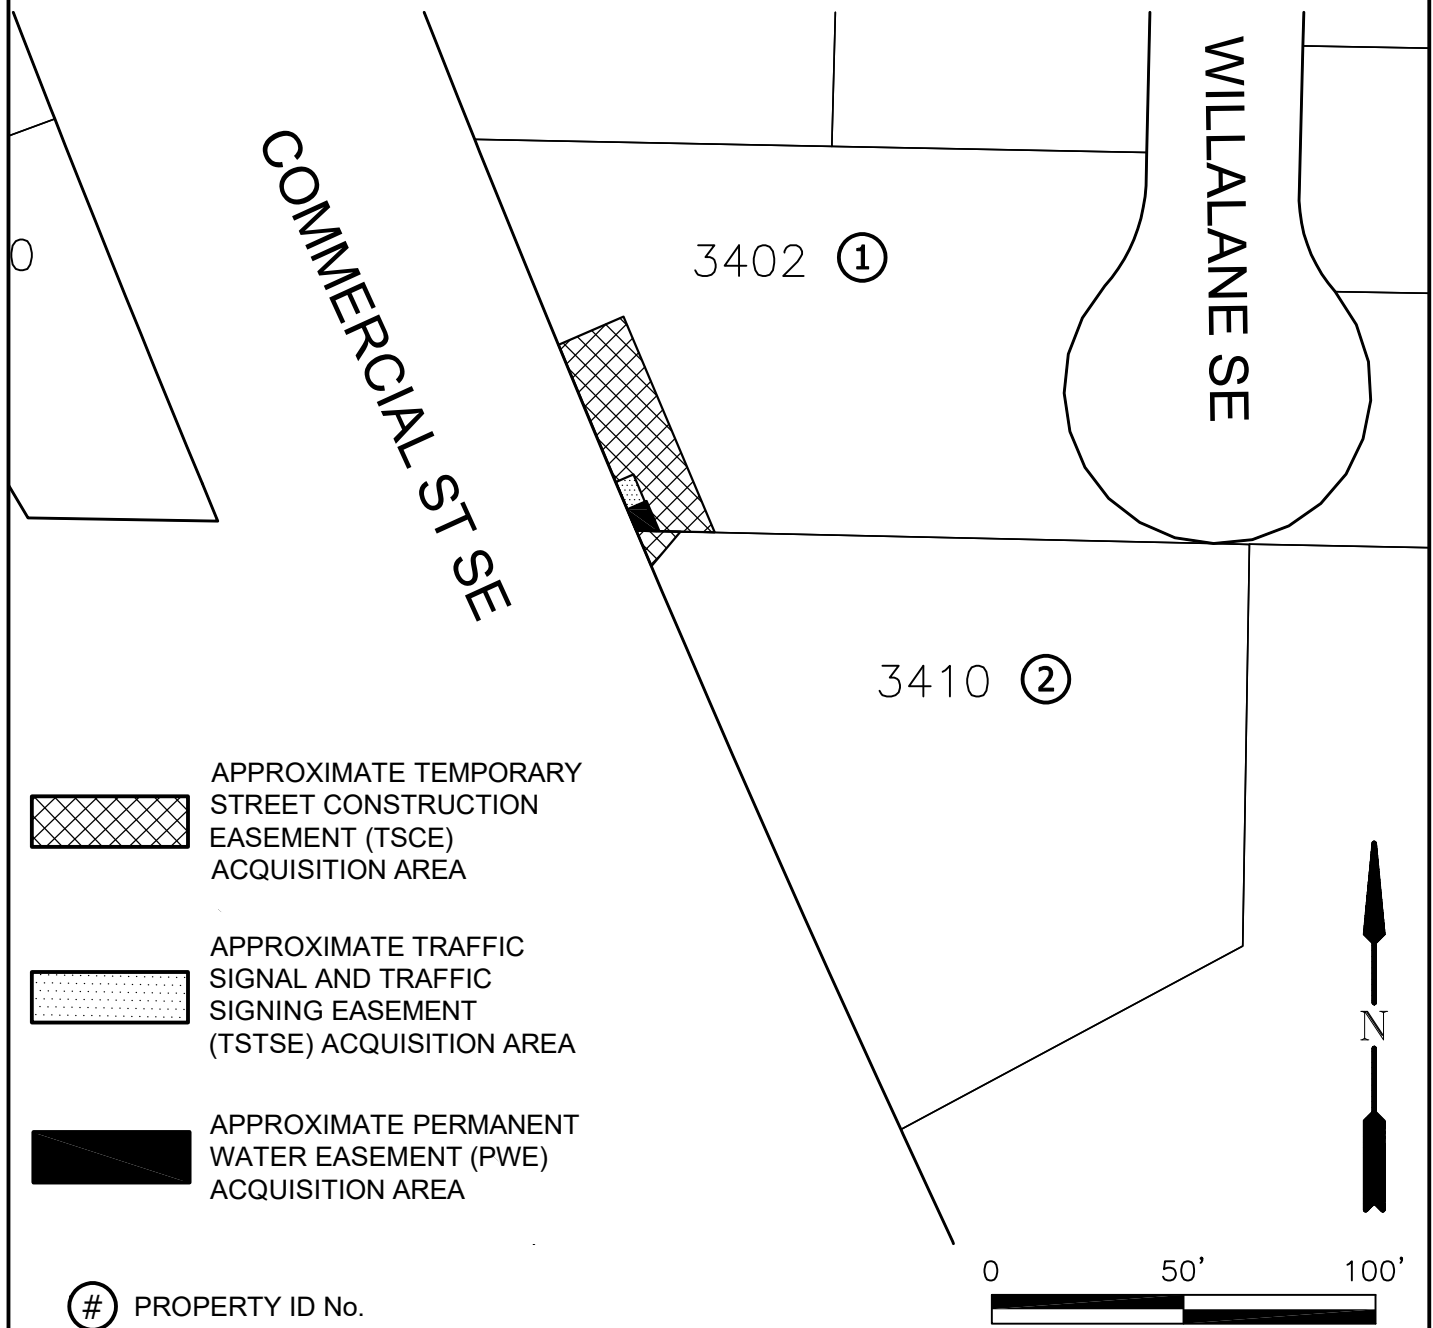 COMMERCIAL ST SE
WILLALANE SE
0
3402 1
3410 2
APPROXIMATE TEMPORARY
STREET CONSTRUCTION
EASEMENT (TSCE)
ACQUISITION AREA
APPROXIMATE TRAFFIC
SIGNAL AND TRAFFIC
SIGNING EASEMENT
(TSTSE) ACQUISITION AREA
APPROXIMATE PERMANENT
WATER EASEMENT (PWE)
ACQUISITION AREA
# PROPERTY ID No.
N
0 50' 100'